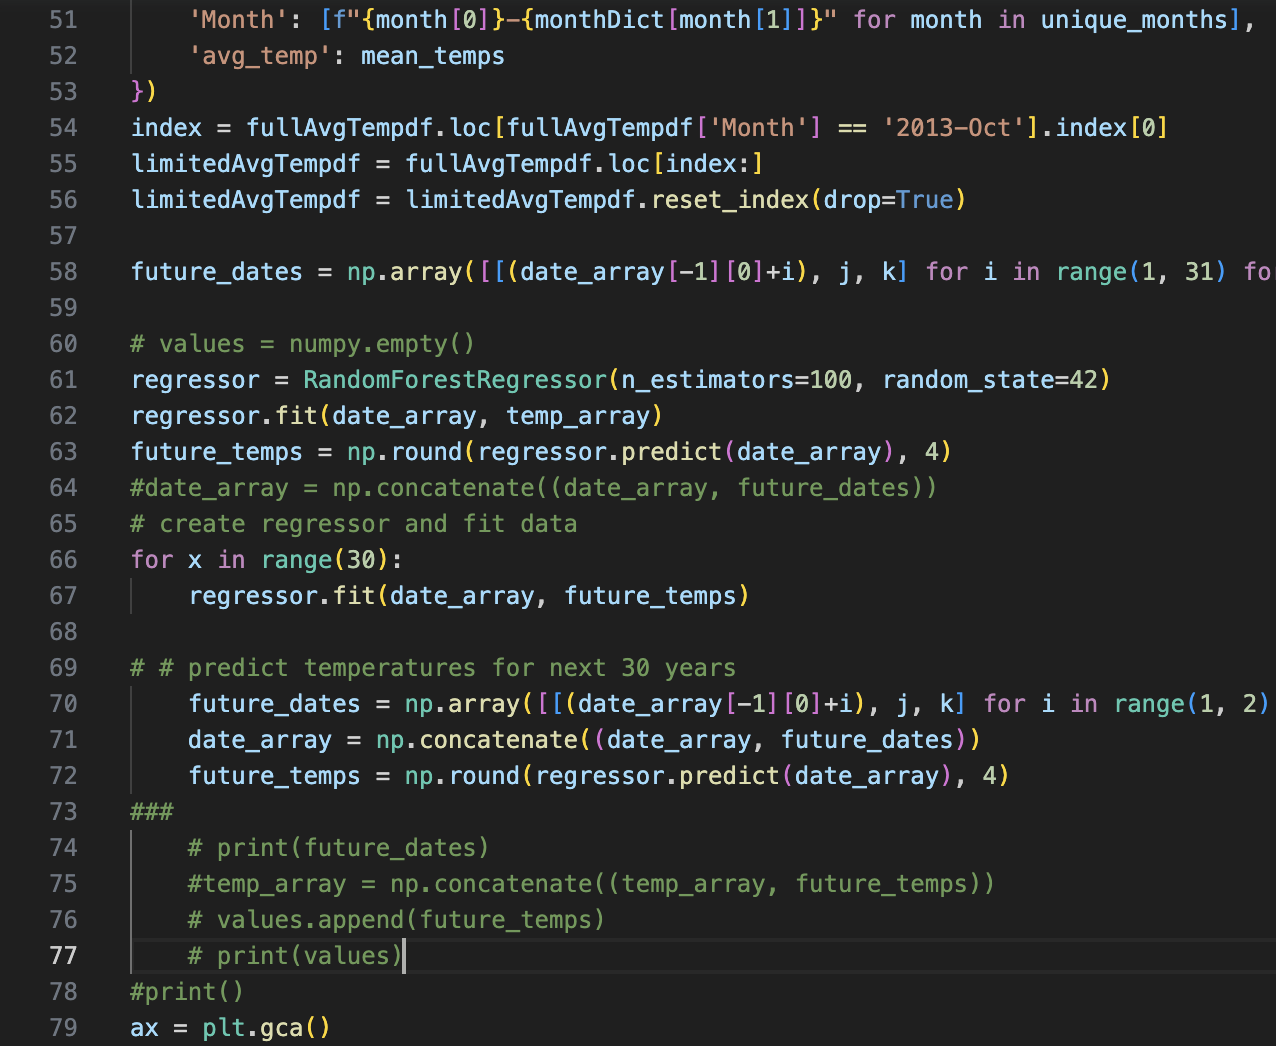 51 'Month': [f"{month[0]}-{monthDict[month[1]]}" for month in unique_months],
52 'avg_temp': mean_temps
53 })
54 index = fullAvgTempdf.loc[fullAvgTempdf['Month'] == '2013-Oct'].index[0]
55 limitedAvgTempdf = fullAvgTempdf.loc[index:]
56 limitedAvgTempdf = limitedAvgTempdf.reset_index(drop=True)
57
58 future_dates = np.array([[(date_array[-1][0]+i), j, k] for i in range(1, 31) fo
59
60 # values = numpy.empty()
61 regressor = RandomForestRegressor(n_estimators=100, random_state=42)
62 regressor.fit(date_array, temp_array)
63 future_temps = np.round(regressor.predict(date_array), 4)
64 #date_array = np.concatenate((date_array, future_dates))
65 # create regressor and fit data
66 for x in range(30):
67 regressor.fit(date_array, future_temps)
68
69 # # predict temperatures for next 30 years
70 future_dates = np.array([[(date_array[-1][0]+i), j, k] for i in range(1, 2)
71 date_array = np.concatenate((date_array, future_dates))
72 future_temps = np.round(regressor.predict(date_array), 4)
73 ###
74 # print(future_dates)
75 #temp_array = np.concatenate((temp_array, future_temps))
76 # values.append(future_temps)
77 # print(values)
78 #print()
79 ax = plt.gca()